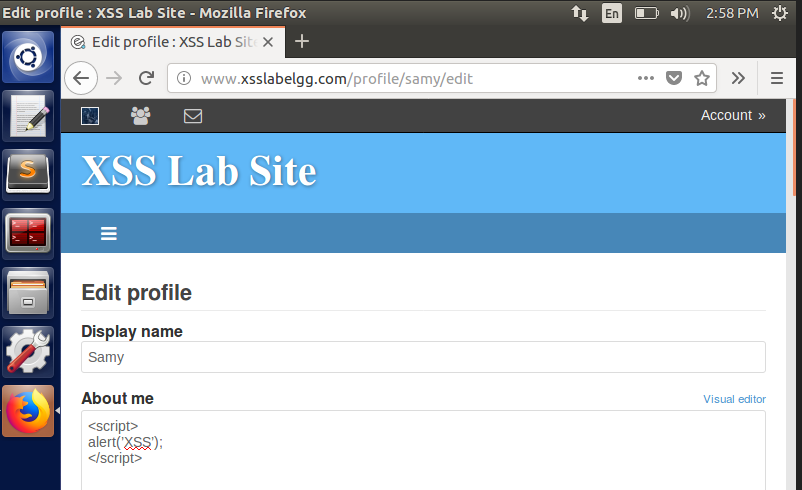 Edit profile : XSS Lab Site - Mozilla Firefox
En
2:58 PM
Edit profile : XSS Lab Site
www.xsslabelgg.com/profile/samy/edit
Account »
XSS Lab Site
Edit profile
Display name
Samy
About me
Visual editor
<script>
alert('XSS');
</script>